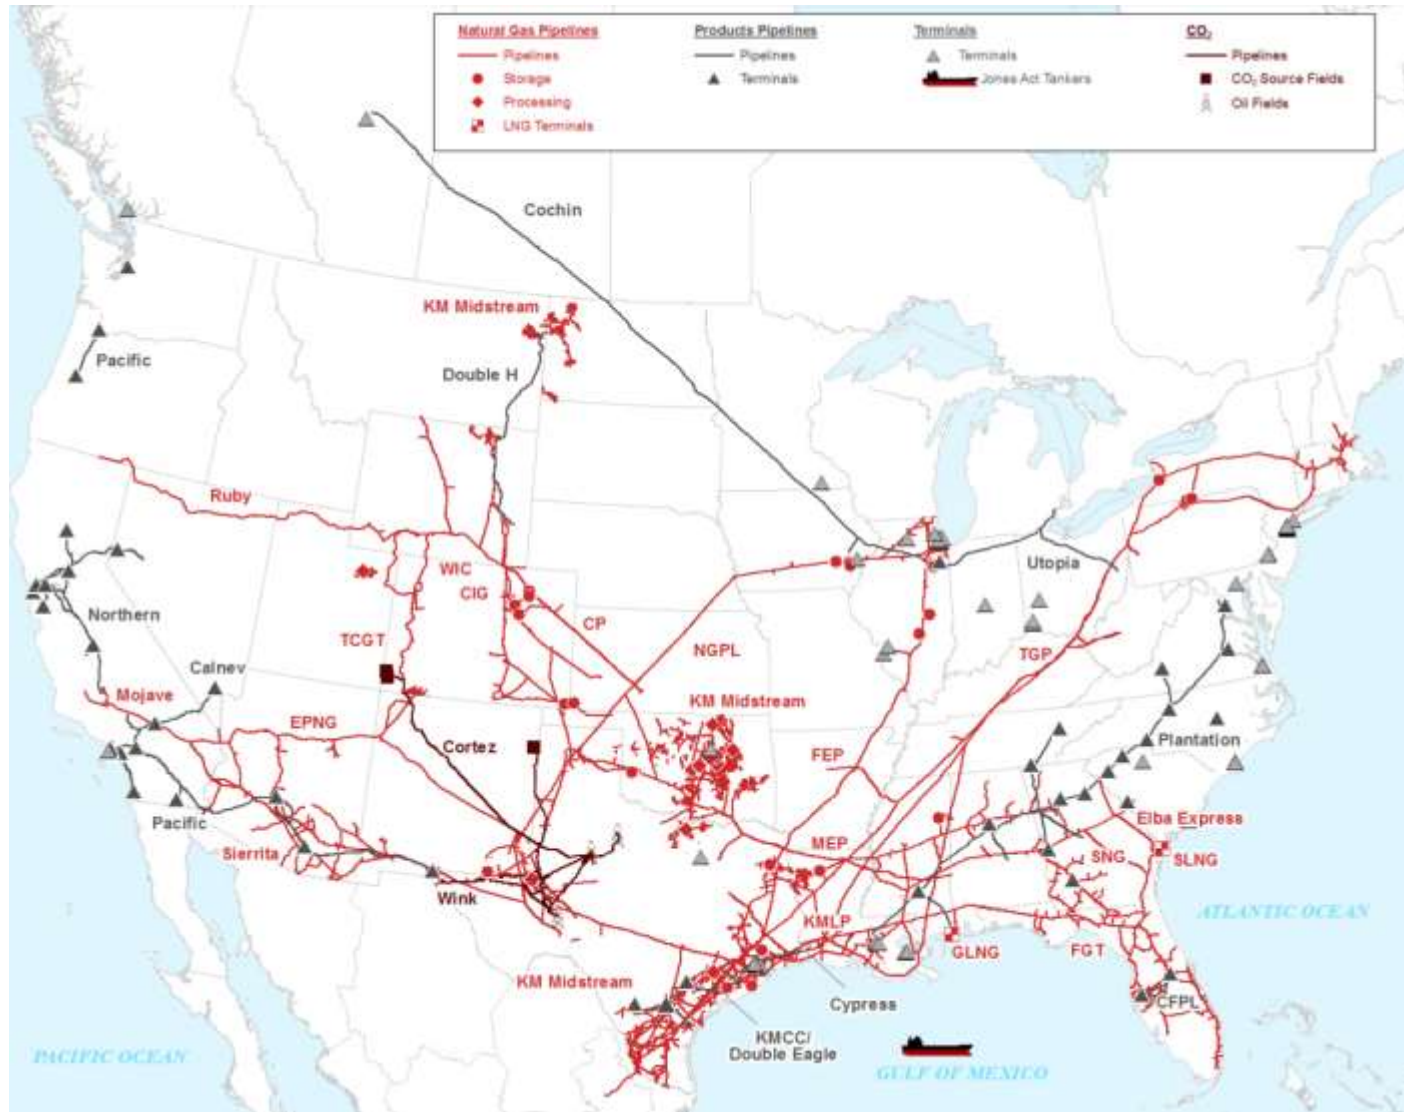 Natural Gas Pipelines
Pipelines
Storage
Processing
LNG Terminals
Products Pipelines
Pipelines
Terminals
Terminals
Terminals
Jones Act Tankers
CO₂
Pipelines
CO₂ Source Fields
Oil Fields
Cochin
KM Midstream
Pacific
Double H
Ruby
WIC
CIG
Utopia
Northern
CP
TCGT
NGPL
TGP
Calnev
Mojave
KM Midstream
EPNG
Cortez
FEP
Plantation
Pacific
Elba Express
Sierrita
MEP
SNG
SLNG
Wink
ATLANTIC OCEAN
KMLP
GLNG
FGT
KM Midstream
Cypress
CFPL
KMCC/
Double Eagle
PACIFIC OCEAN
GULF OF MEXICO